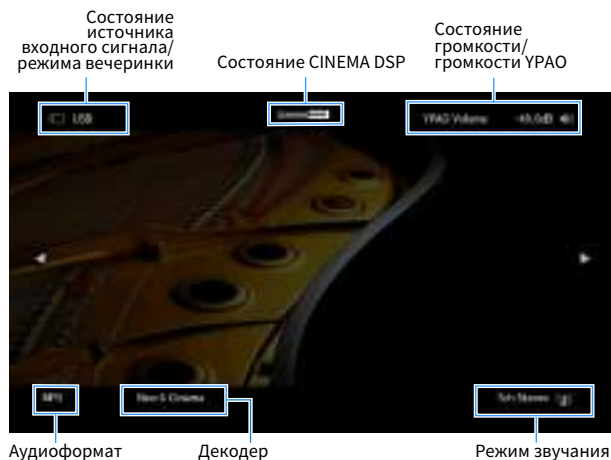 Состояние
источника
входного сигнала/
режима вечеринки
Состояние CINEMA DSP
Состояние
громкости/
громкости YPAO
USB
YPAO Volume
Аудиоформат
Декодер
Режим звучания